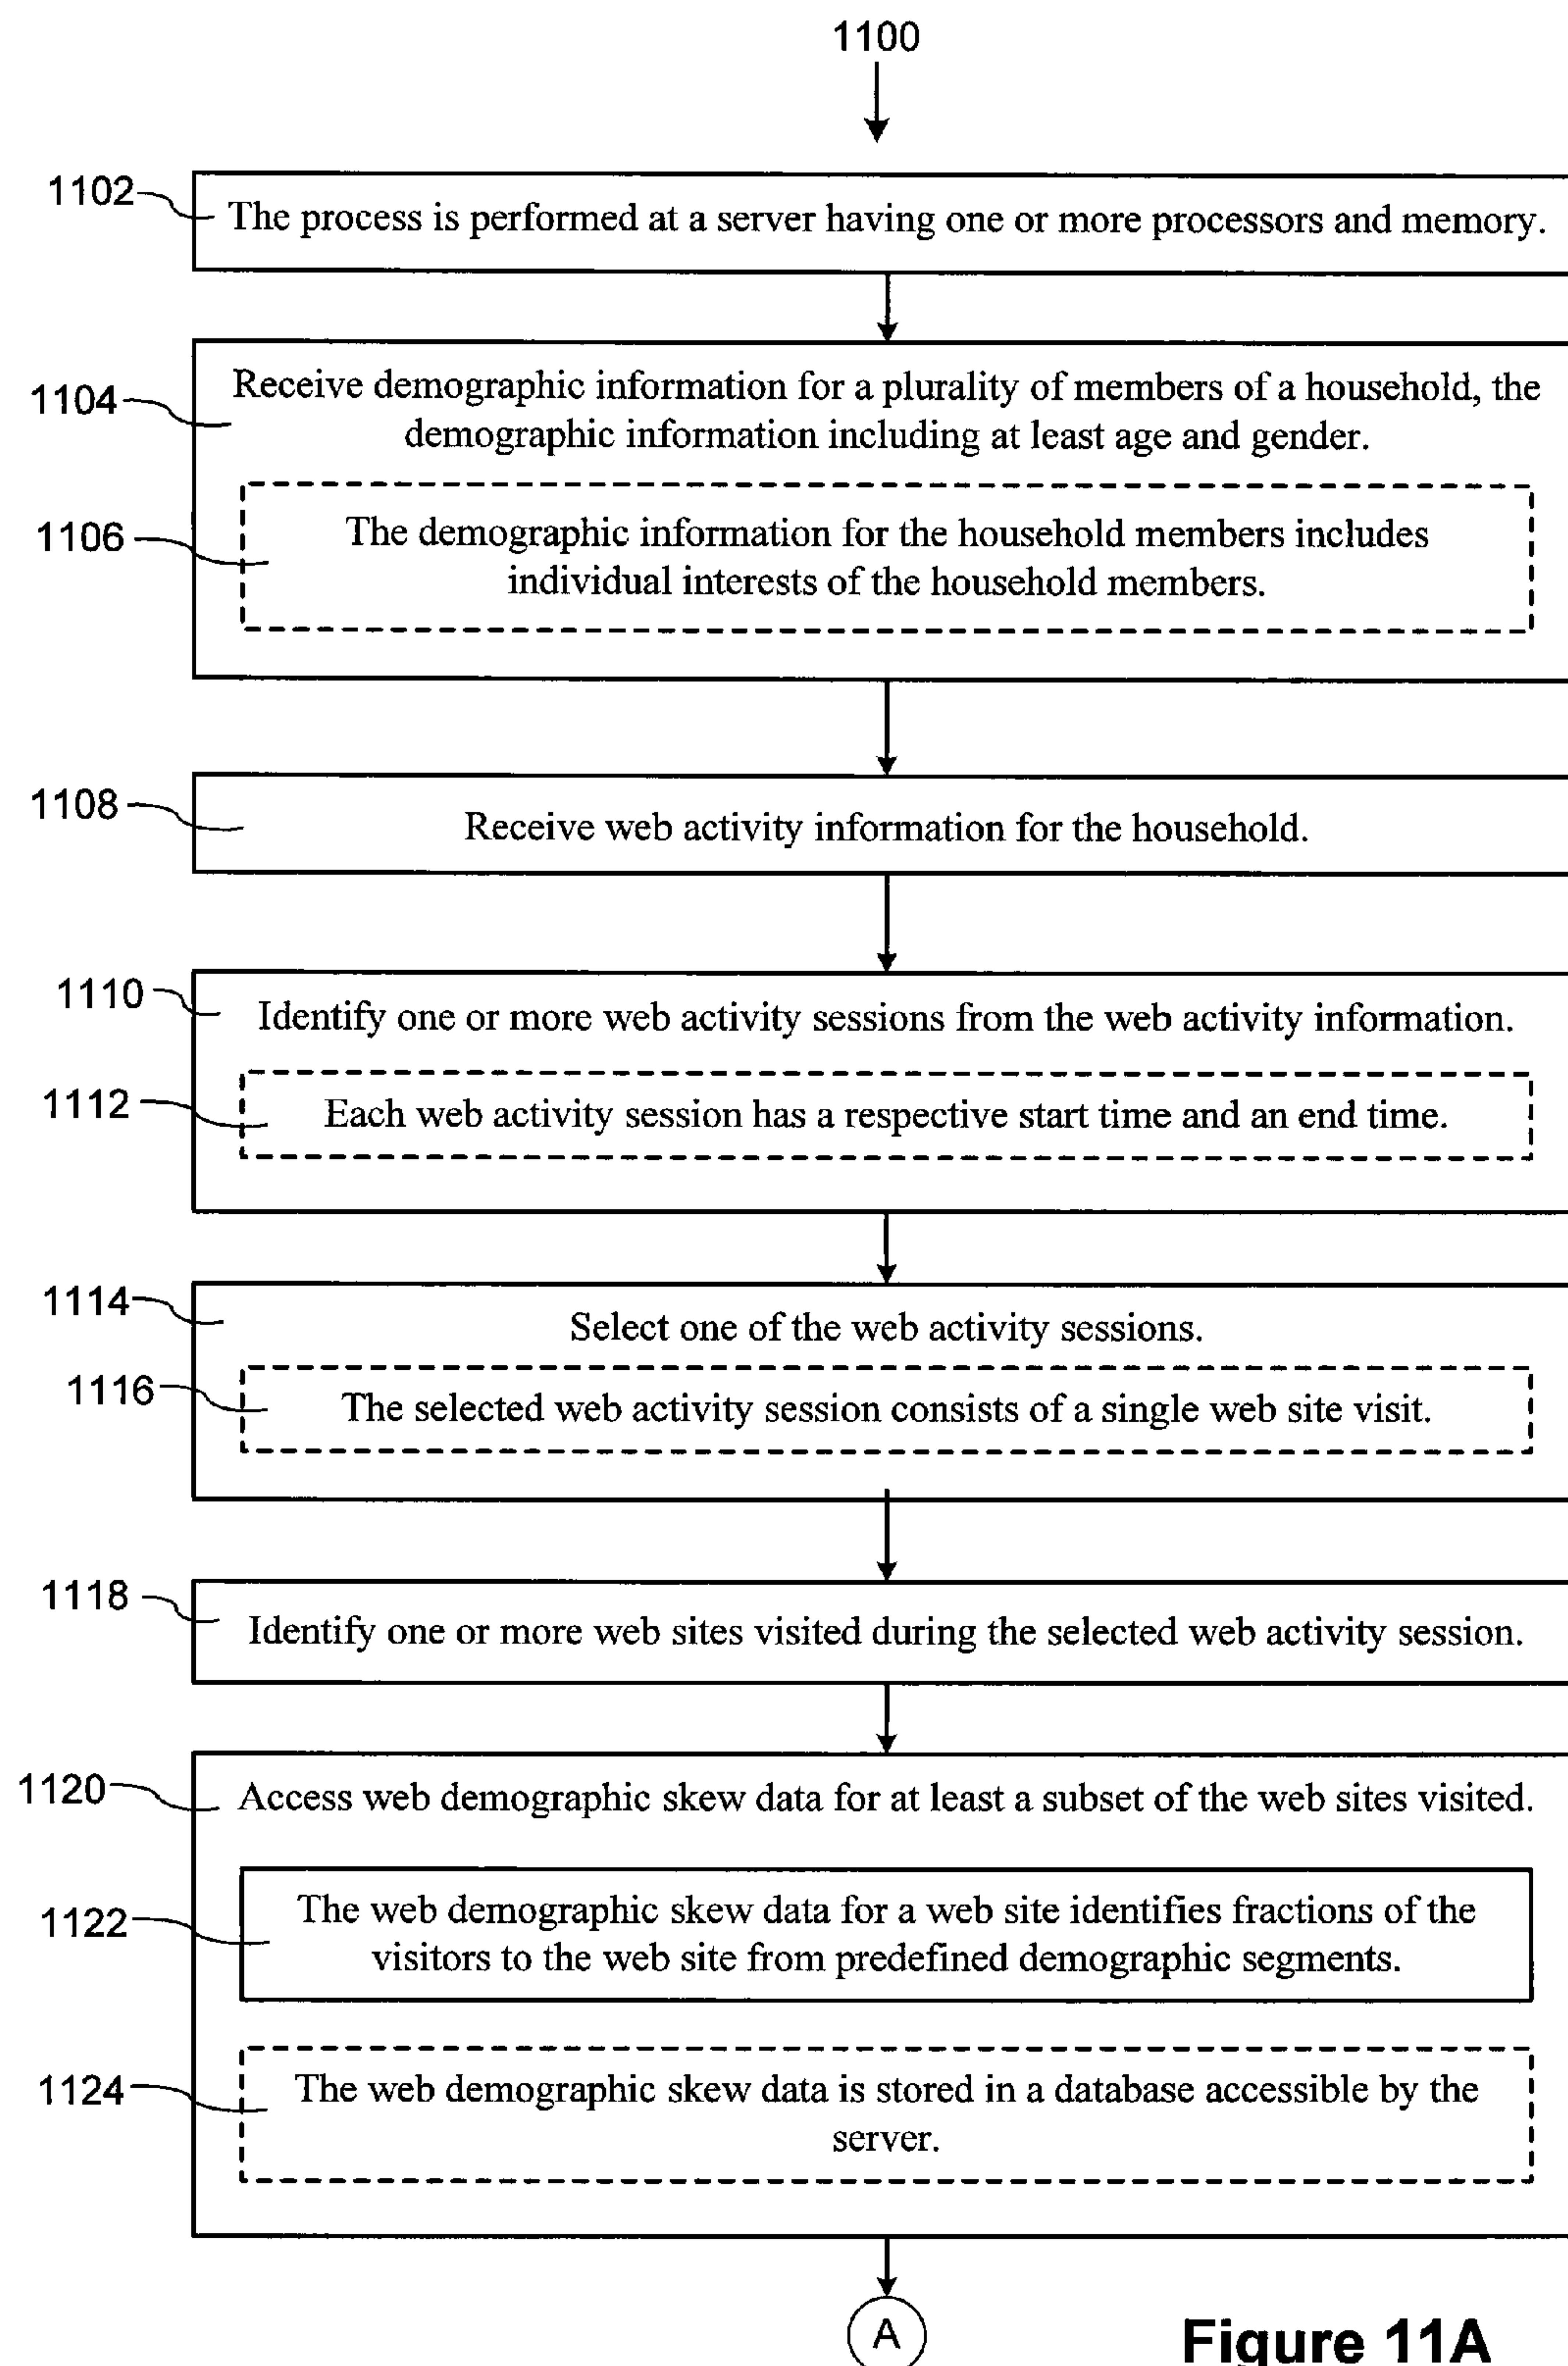 1100
1102
The process is performed at a server having one or more processors and memory.
1104
Receive demographic information for a plurality of members of a household, the
demographic information including at least age and gender.
1106
The demographic information for the household members includes
individual interests of the household members.
1108
Receive web activity information for the household.
1110
Identify one or more web activity sessions from the web activity information.
1112
Each web activity session has a respective start time and an end time.
1114
Select one of the web activity sessions.
1116
The selected web activity session consists of a single web site visit.
1118
Identify one or more web sites visited during the selected web activity session.
1120
Access web demographic skew data for at least a subset of the web sites visited.
1122
The web demographic skew data for a web site identifies fractions of the
visitors to the web site from predefined demographic segments.
1124
The web demographic skew data is stored in a database accessible by the
server.
A
Figure 11A